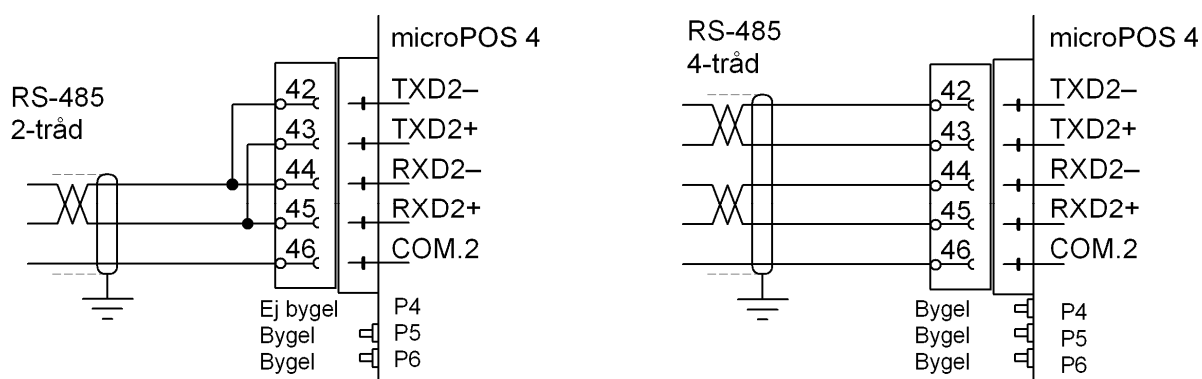 microPOS 4
RS-485
2-tråd
42 TXD2–
43 TXD2+
44 RXD2–
45 RXD2+
46 COM.2
Ej bygel P4
Bygel P5
Bygel P6
RS-485
4-tråd
microPOS 4
42 TXD2–
43 TXD2+
44 RXD2–
45 RXD2+
46 COM.2
Bygel P4
Bygel P5
Bygel P6